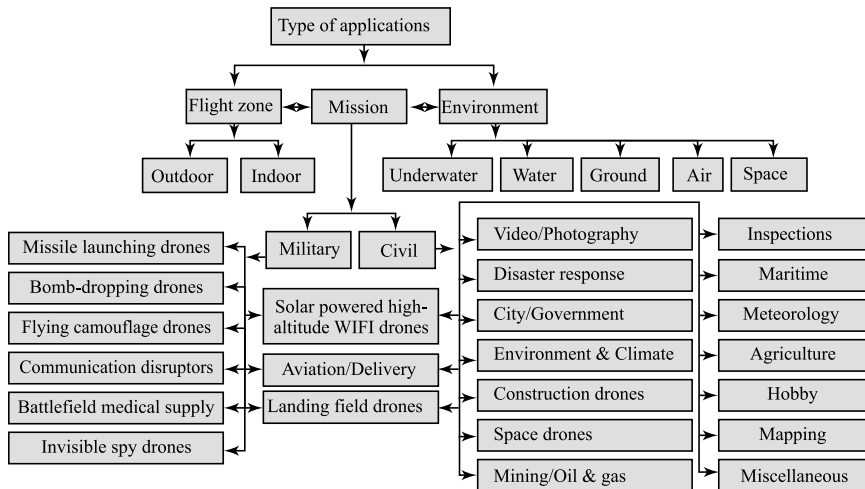 Type of applications
Flight zone
Mission
Environment
Outdoor
Indoor
Underwater
Water
Ground
Air
Space
Military
Civil
Missile launching drones
Bomb-dropping drones
Flying camouflage drones
Communication disruptors
Battlefield medical supply
Invisible spy drones
Solar powered high-
altitude WIFI drones
Aviation/Delivery
Landing field drones
Video/Photography
Disaster response
City/Government
Environment & Climate
Construction drones
Space drones
Mining/Oil & gas
Inspections
Maritime
Meteorology
Agriculture
Hobby
Mapping
Miscellaneous